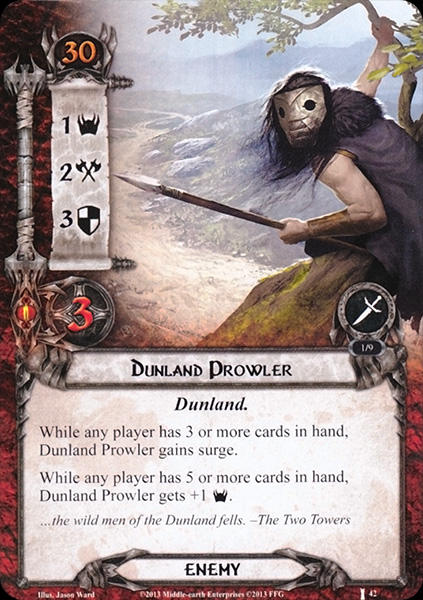 30
1
2
3
3
1/9
Dunland Prowler
Dunland.
While any player has 3 or more cards in hand,
Dunland Prowler gains surge.
While any player has 5 or more cards in hand,
Dunland Prowler gets +1 .
...the wild men of the Dunland fells. –The Two Towers
ENEMY
Illus. Jason Ward
©2013 Middle-earth Enterprises ©2013 FFG
42